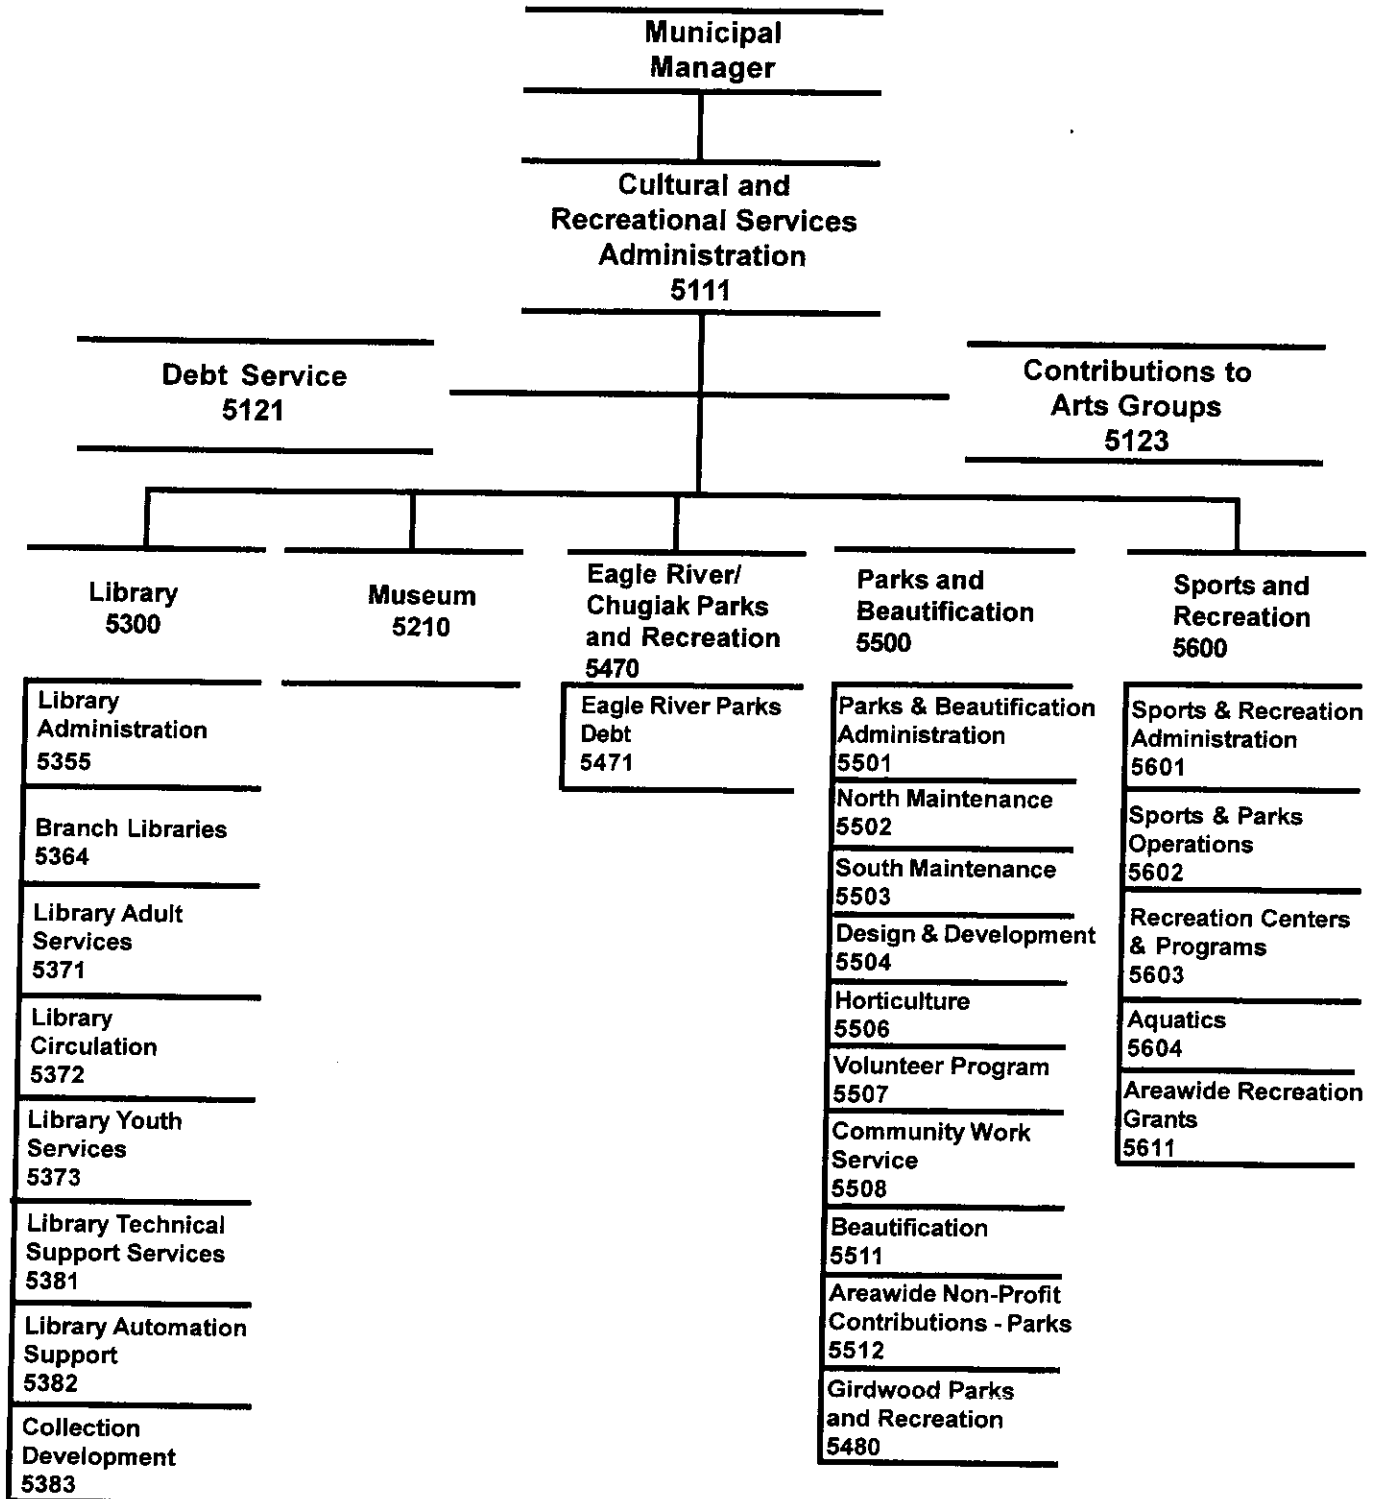 Municipal
Manager
Cultural and
Recreational Services
Administration
5111
Debt Service
5121
Contributions to
Arts Groups
5123
Library
5300
Museum
5210
Eagle River/
Chugiak Parks
and Recreation
5470
Parks and
Beautification
5500
Sports and
Recreation
5600
Library
Administration
5355
Branch Libraries
5364
Library Adult
Services
5371
Library
Circulation
5372
Library Youth
Services
5373
Library Technical
Support Services
5381
Library Automation
Support
5382
Collection
Development
5383
Eagle River Parks
Debt
5471
Parks & Beautification
Administration
5501
North Maintenance
5502
South Maintenance
5503
Design & Development
5504
Horticulture
5506
Volunteer Program
5507
Community Work
Service
5508
Beautification
5511
Areawide Non-Profit
Contributions - Parks
5512
Girdwood Parks
and Recreation
5480
Sports & Recreation
Administration
5601
Sports & Parks
Operations
5602
Recreation Centers
& Programs
5603
Aquatics
5604
Areawide Recreation
Grants
5611